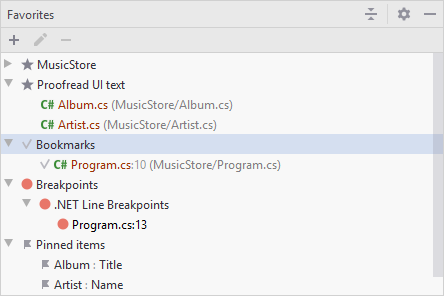 Favorites
MusicStore
Proofread UI text
C# Album.cs (MusicStore/Album.cs)
C# Artist.cs (MusicStore/Artist.cs)
Bookmarks
C# Program.cs:10 (MusicStore/Program.cs)
Breakpoints
.NET Line Breakpoints
Program.cs:13
Pinned items
Album : Title
Artist : Name